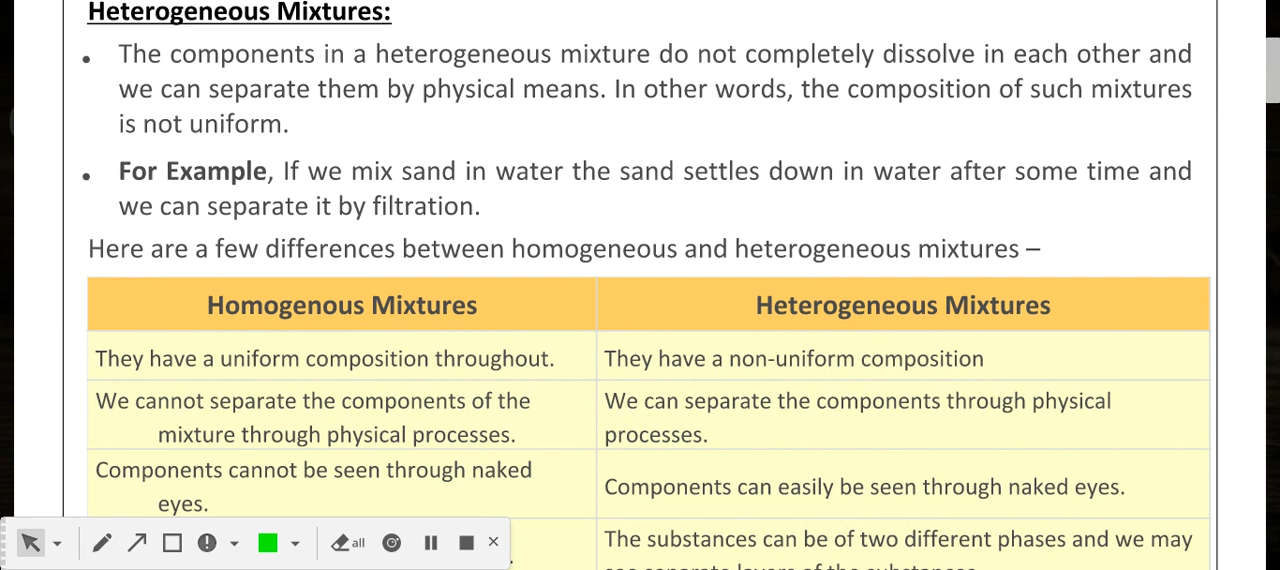 Heterogeneous Mixtures:
• The components in a heterogeneous mixture do not completely dissolve in each other and
we can separate them by physical means. In other words, the composition of such mixtures
is not uniform.
• For Example, If we mix sand in water the sand settles down in water after some time and
we can separate it by filtration.
Here are a few differences between homogeneous and heterogeneous mixtures –
Homogenous Mixtures
Heterogeneous Mixtures
They have a uniform composition throughout.
They have a non-uniform composition
We cannot separate the components of the
mixture through physical processes.
We can separate the components through physical
processes.
Components cannot be seen through naked
eyes.
Components can easily be seen through naked eyes.
The substances can be of two different phases and we may
see separate layers of the substances
all